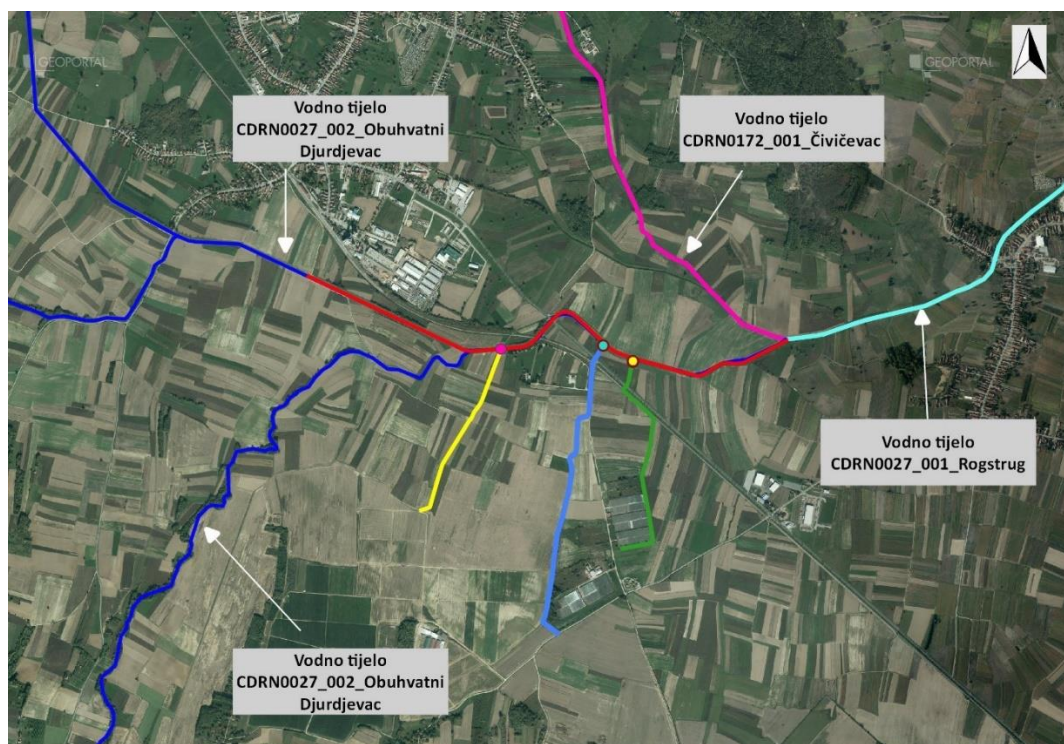 GEOPORTAL
GEOPORTAL
Vodno tijelo
CDRN0027_002_Obuhvatni
Djurdjevac
Vodno tijelo
CDRN0172_001_Čivičevac
Vodno tijelo
CDRN0027_001_Rogstrug
Vodno tijelo
CDRN0027_002_Obuhvatni
Djurdjevac